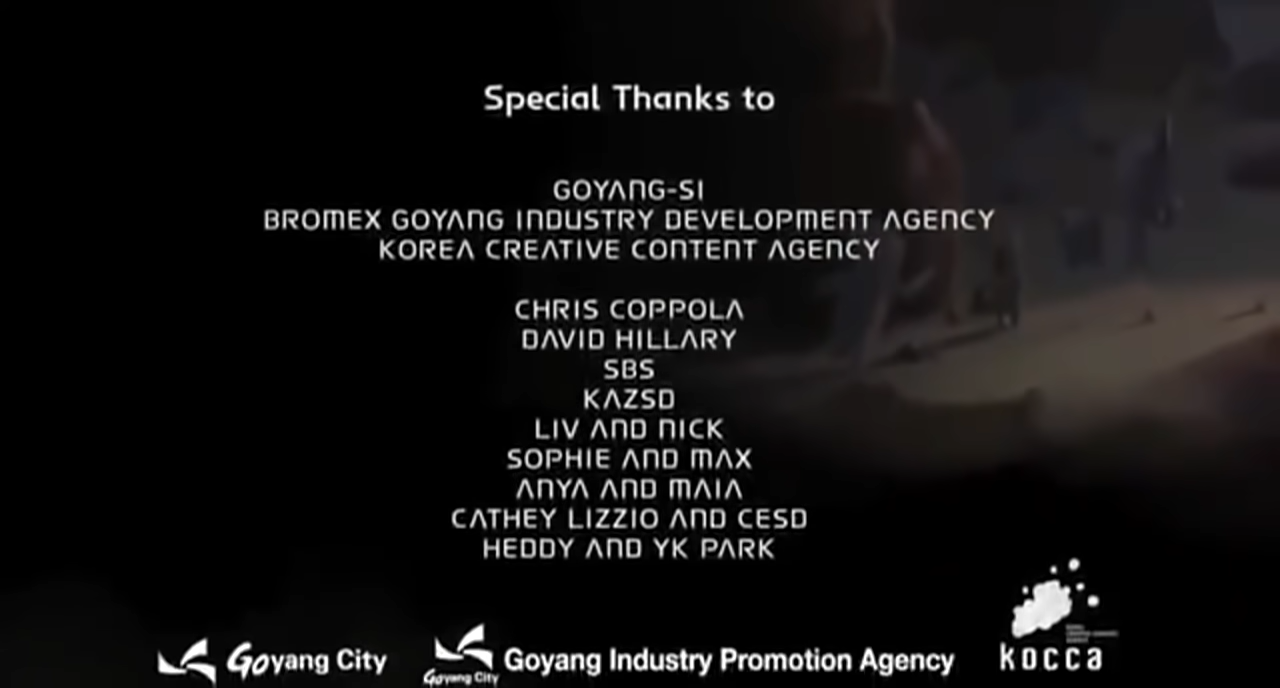 Special Thanks to
GOYANG-SI
BROMEX GOYANG INDUSTRY DEVELOPMENT AGENCY
KOREA CREATIVE CONTENT AGENCY
CHRIS COPPOLA
DAVID HILLARY
SBS
KAZSD
LIV AND NICK
SOPHIE AND MAX
ANYA AND MAIA
CATHEY LIZZIO AND CESD
HEDDY AND YK PARK
Goyang City
Goyang City
Goyang Industry Promotion Agency
kocca